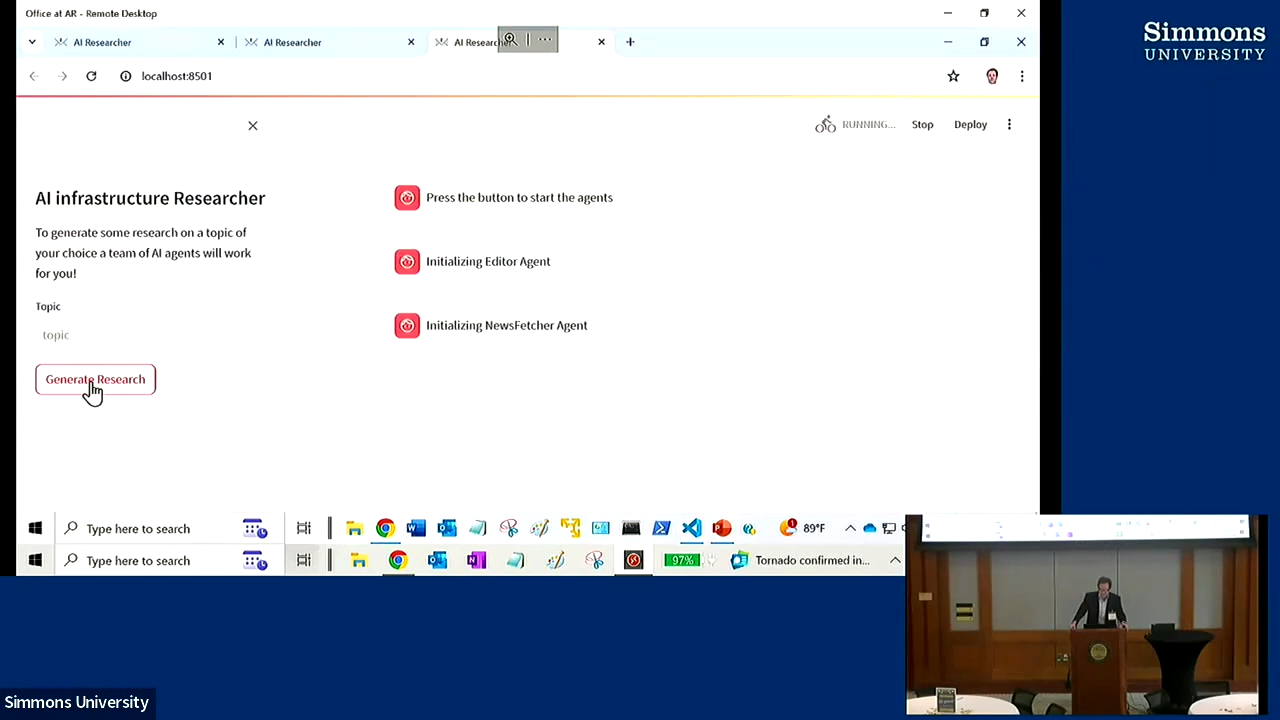 Office at AR - Remote Desktop
Simmons
UNIVERSITY
AI Researcher
AI Researcher
AI Researcher
localhost:8501
RUNNING...
Stop
Deploy
AI infrastructure Researcher
To generate some research on a topic of
your choice a team of AI agents will work
for you!
Topic
topic
Generate Research
Press the button to start the agents
Initializing Editor Agent
Initializing NewsFetcher Agent
Type here to search
89°F
Type here to search
97%
Tornado confirmed in...
Simmons University